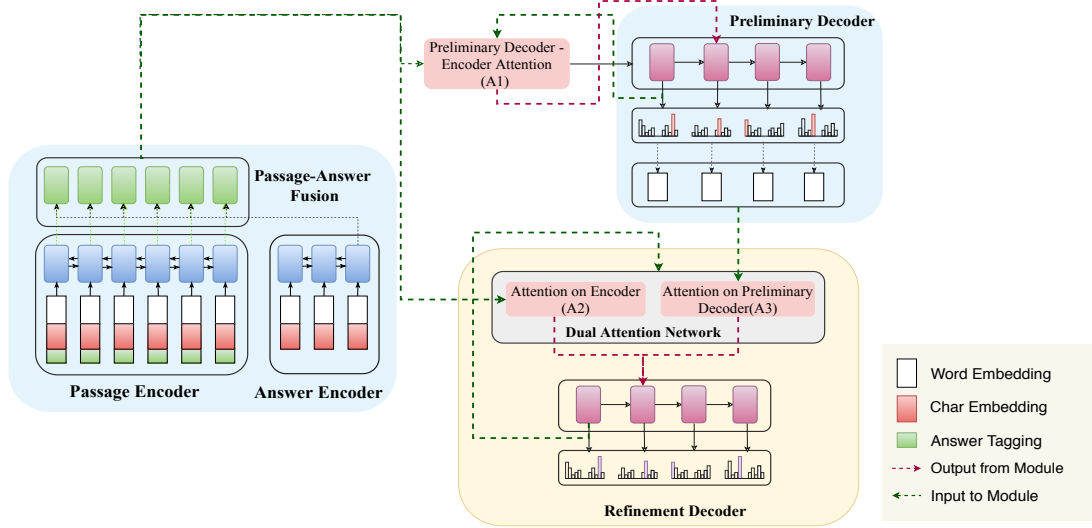 Preliminary Decoder
Preliminary Decoder -
Encoder Attention
(A1)
Passage-Answer
Fusion
Passage Encoder
Answer Encoder
Attention on Encoder
(A2)
Attention on Preliminary
Decoder(A3)
Dual Attention Network
Refinement Decoder
Word Embedding
Char Embedding
Answer Tagging
Output from Module
Input to Module